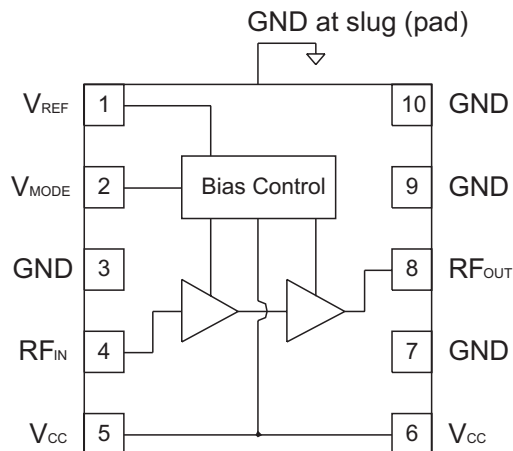 GND at slug (pad)
VREF 1
10 GND
VMODE 2
Bias Control
9 GND
GND 3
8 RFOUT
RFIN 4
7 GND
VCC 5
6 VCC